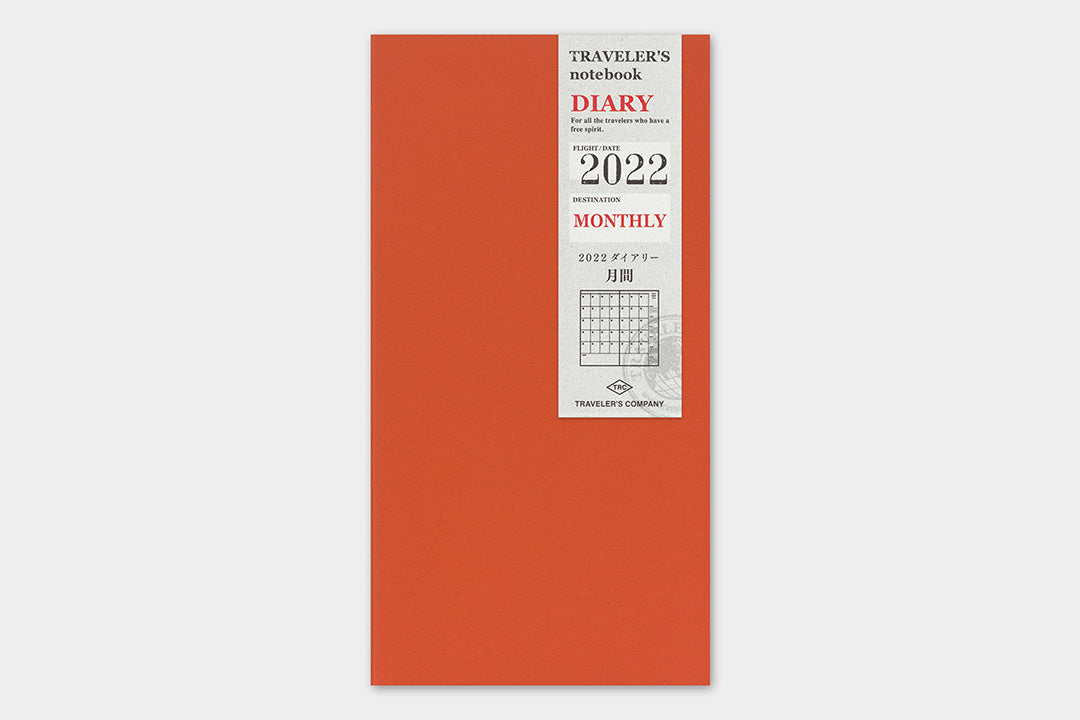 TRAVELER'S
notebook
DIARY
For all the travelers who have a
free spirit.
FLIGHT/DATE
2022
DESTINATION
MONTHLY
2022 ダイアリー
月間
TRC
TRAVELER'S COMPANY